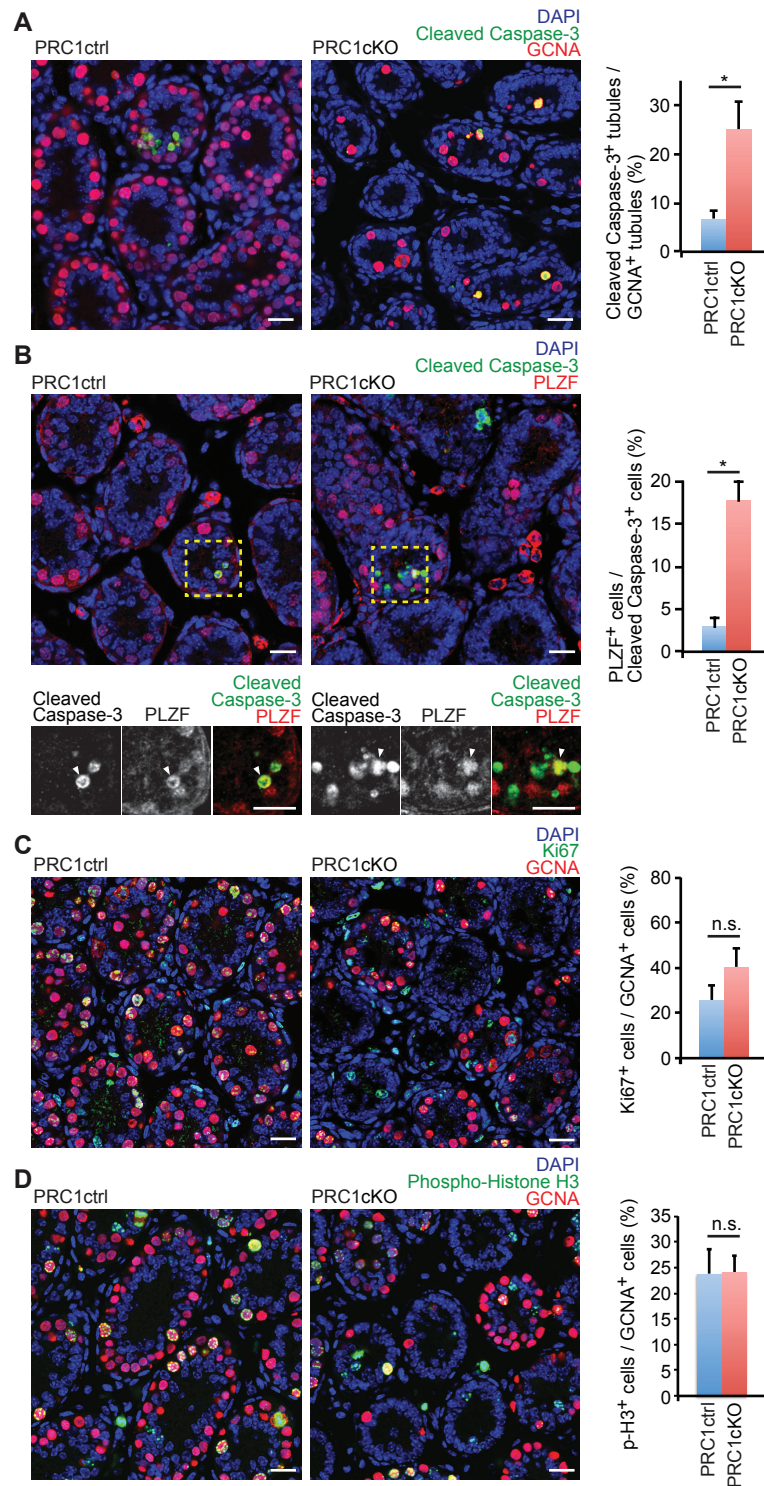 A
PRC1ctrl
PRC1cKO
DAPI
Cleaved Caspase-3
GCNA
Cleaved Caspase-3⁺ tubules /
GCNA⁺ tubules (%)
30
20
10
0
*
PRC1ctrl
PRC1cKO
B
PRC1ctrl
PRC1cKO
DAPI
Cleaved Caspase-3
PLZF
PLZF⁺ cells /
Cleaved Caspase-3⁺ cells (%)
20
15
10
5
0
*
PRC1ctrl
PRC1cKO
Cleaved
Caspase-3
PLZF
Cleaved
Caspase-3
PLZF
Cleaved
Caspase-3
PLZF
Cleaved
Caspase-3
PLZF
C
PRC1ctrl
PRC1cKO
DAPI
Ki67
GCNA
Ki67⁺ cells / GCNA⁺ cells (%)
80
60
40
20
0
n.s.
PRC1ctrl
PRC1cKO
D
PRC1ctrl
PRC1cKO
DAPI
Phospho-Histone H3
GCNA
p-H3⁺ cells / GCNA⁺ cells (%)
35
30
25
20
15
10
5
0
n.s.
PRC1ctrl
PRC1cKO